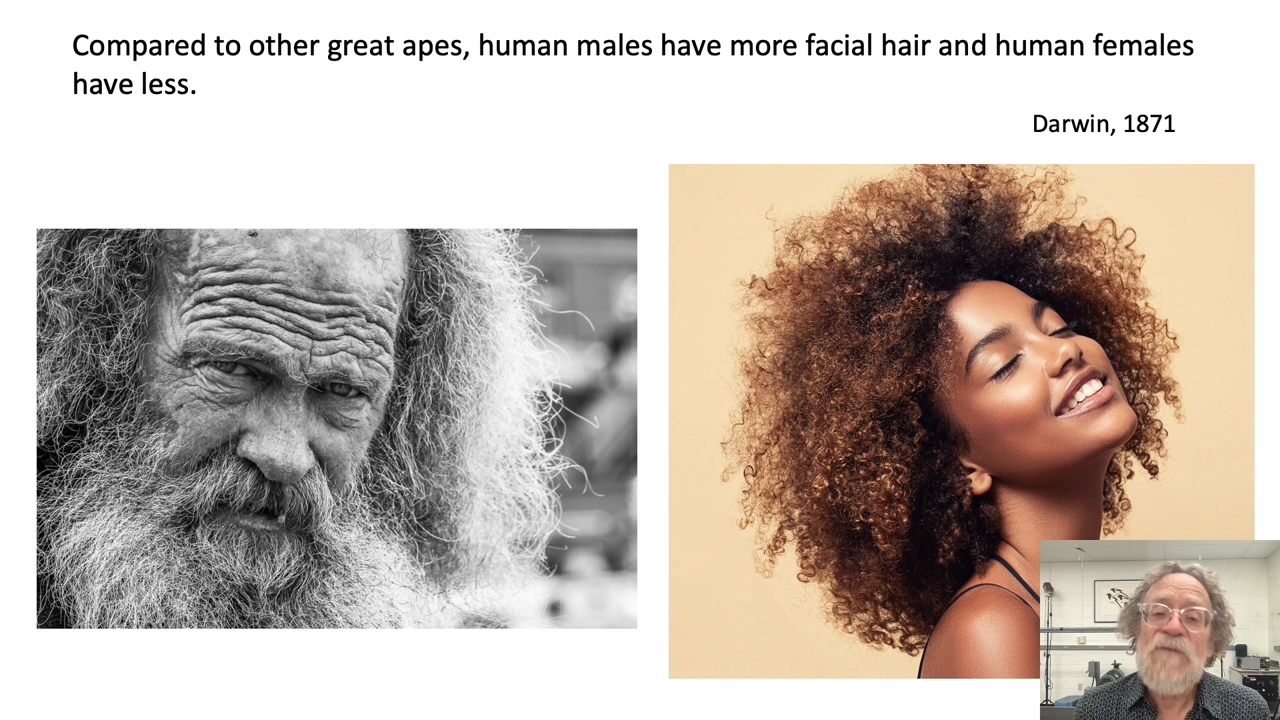 Compared to other great apes, human males have more facial hair and human females
have less.
Darwin, 1871